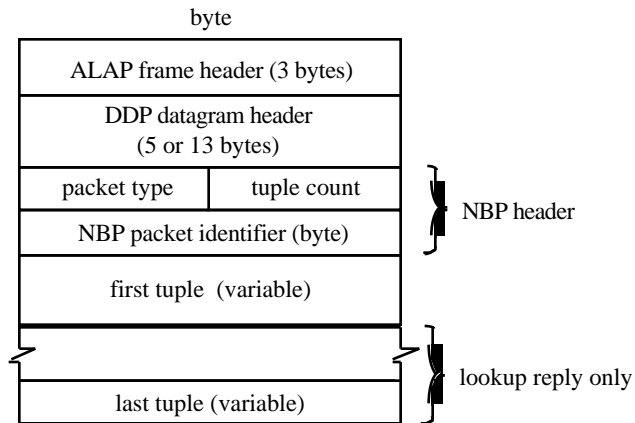 byte
ALAP frame header (3 bytes)
DDP datagram header
(5 or 13 bytes)
packet type
tuple count
NBP header
NBP packet identifier (byte)
first tuple (variable)
lookup reply only
last tuple (variable)